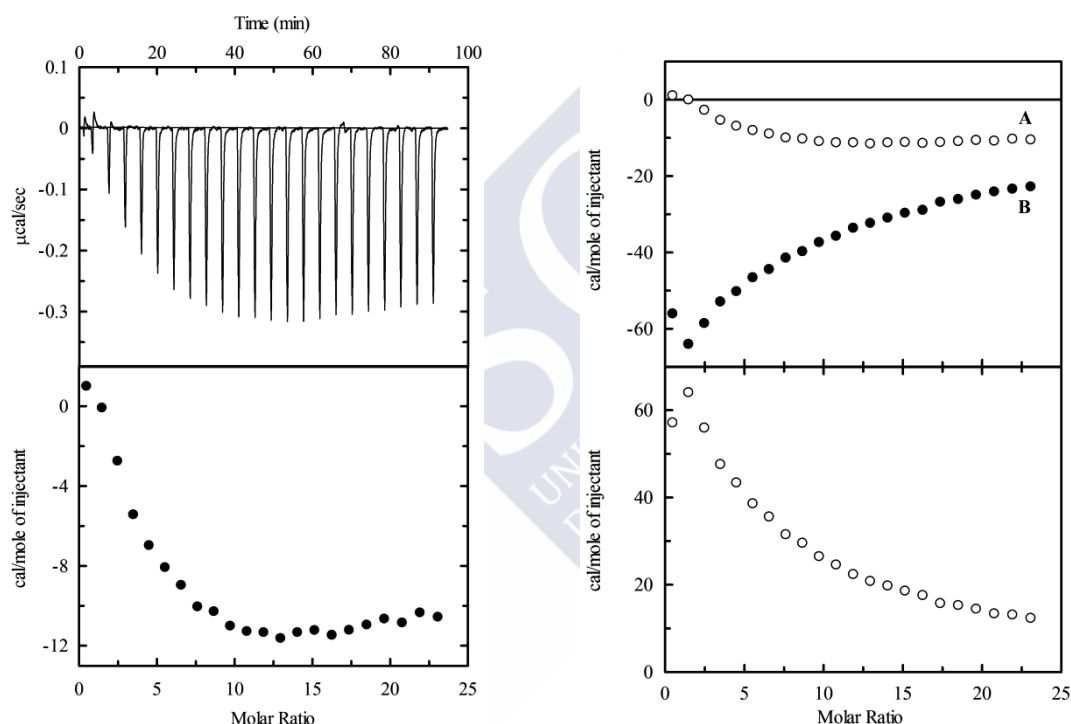 Time (min)
0 20 40 60 80 100
0.1
0
-0.1
-0.2
-0.3
µcal/sec
0
-4
-8
-12
cal/mole of injectant
0 5 10 15 20 25
Molar Ratio
0
-20
-40
-60
cal/mole of injectant
A
B
60
40
20
0
cal/mole of injectant
0 5 10 15 20 25
Molar Ratio